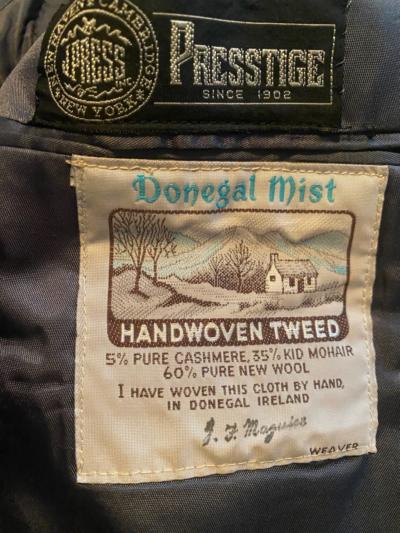 NEW HAVEN · CAMBRIDGE
J.PRESS
NEW YORK
PRESSTIGE
SINCE 1902
Donegal Mist
HANDWOVEN TWEED
5% PURE CASHMERE, 35% KID MOHAIR
60% PURE NEW WOOL
I HAVE WOVEN THIS CLOTH BY HAND,
IN DONEGAL IRELAND
J. F. Maguire
WEAVER